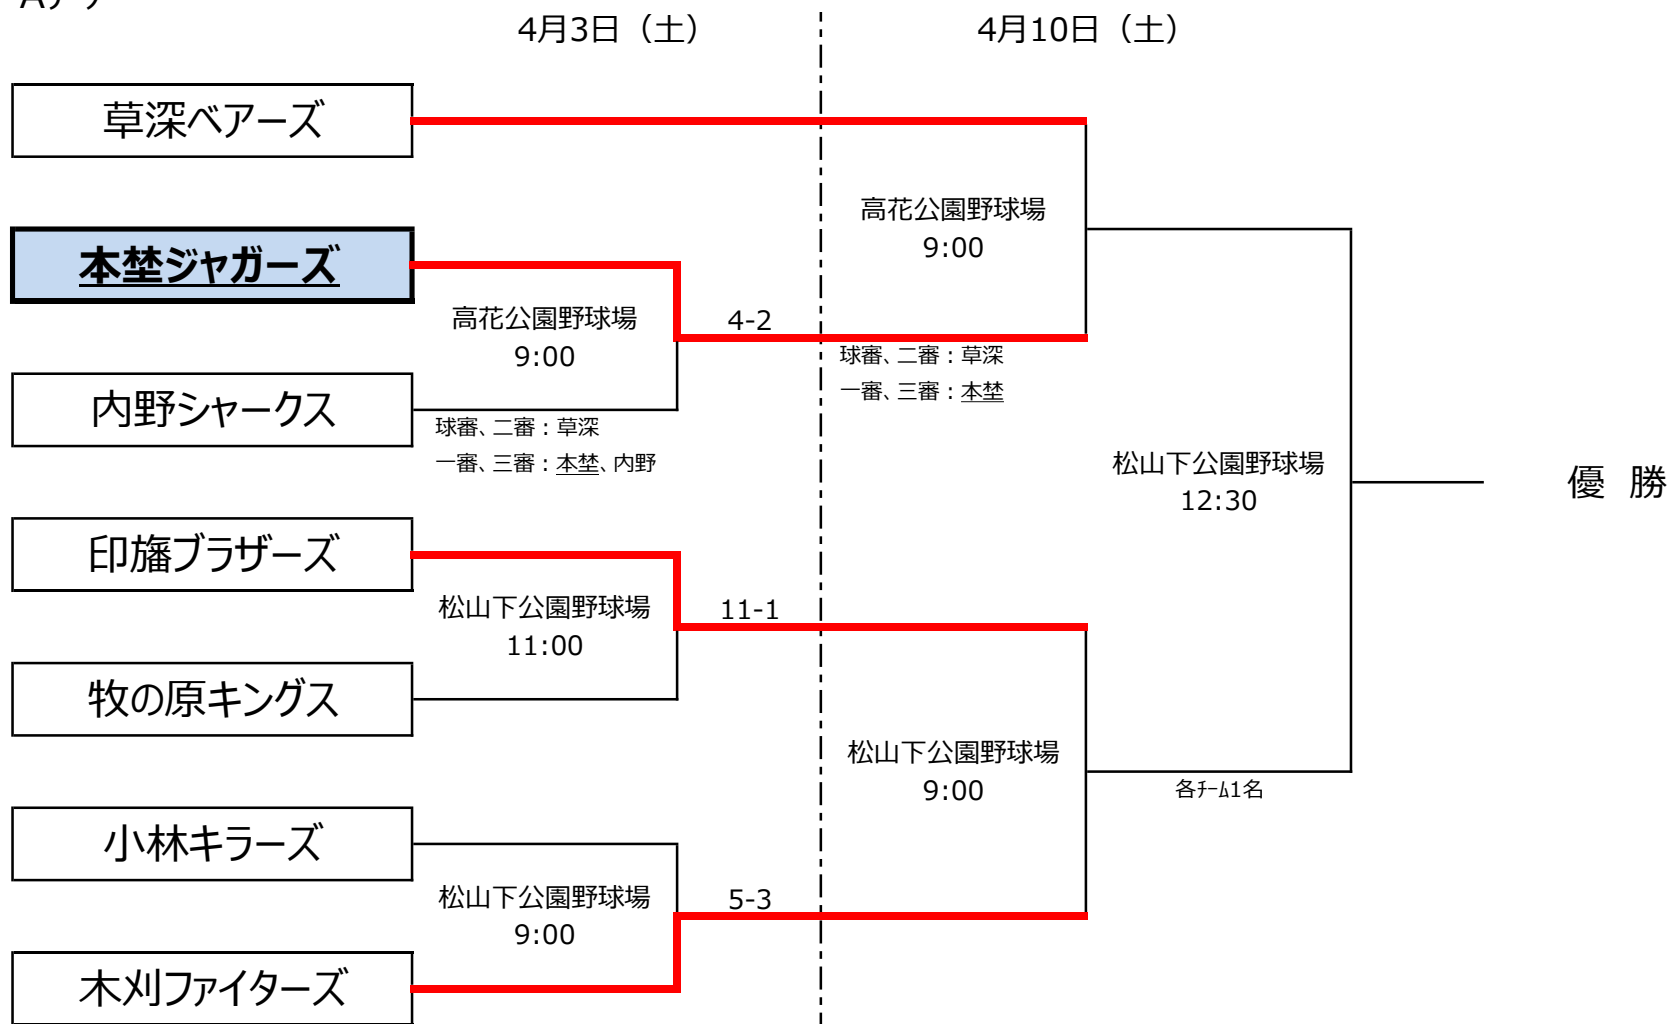 4月3日（土）
4月10日（土）
草深ベアーズ
高花公園野球場
9:00
本埜ジャガーズ
高花公園野球場
9:00
4-2
球審、二審：草深
一審、三審：本埜
内野シャークス
球審、二審：草深
一審、三審：本埜、内野
松山下公園野球場
12:30
優 勝
印旛ブラザーズ
松山下公園野球場
11:00
11-1
牧の原キングス
松山下公園野球場
9:00
各ﾁｰﾑ1名
小林キラーズ
松山下公園野球場
9:00
5-3
木刈ファイターズ